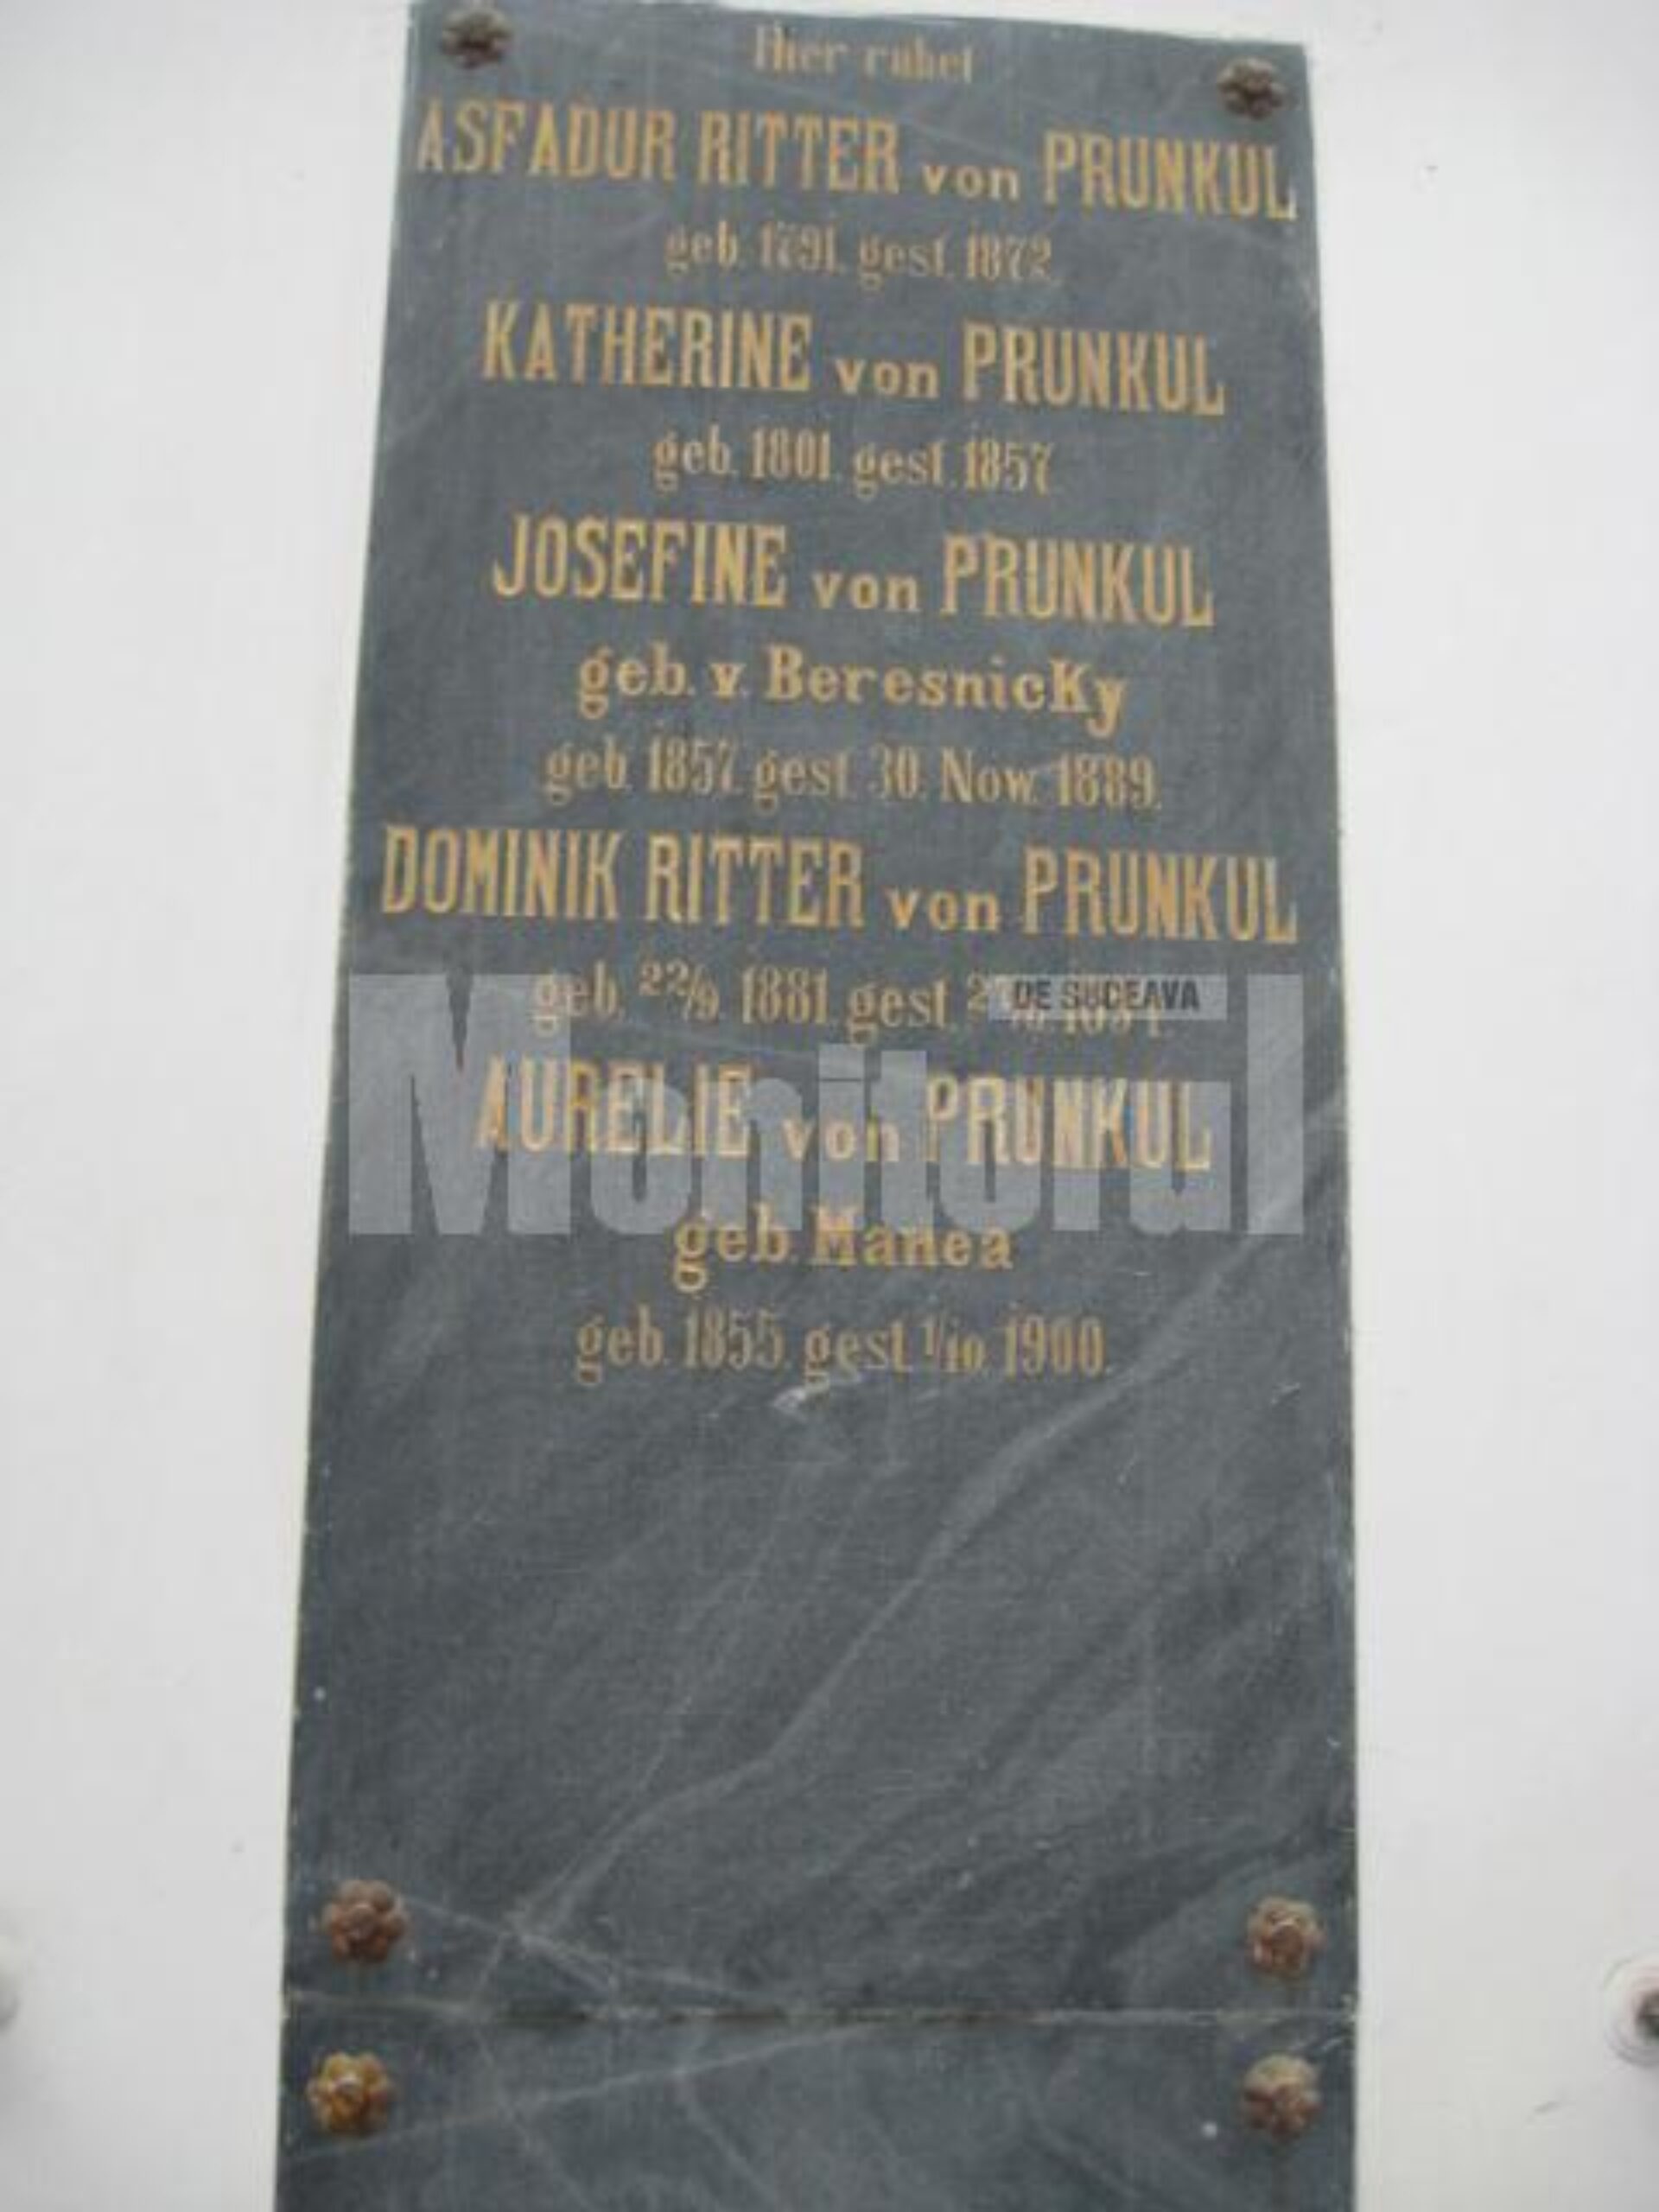 Hier ruhet
ASFADUR RITTER von PRUNKUL
geb. 1791. gest. 1872.
KATHERINE von PRUNKUL
geb. 1801. gest. 1857.
JOSEFINE von PRUNKUL
geb. v. BeresnicKy
geb. 1857. gest. 30. Now. 1889.
DOMINIK RITTER von PRUNKUL
geb. 22/9. 1881. gest.
DE SUCEAVA
Monitorul
AURELIE von PRUNKUL
geb. Manea
geb. 1855. gest. 1/10. 1900.